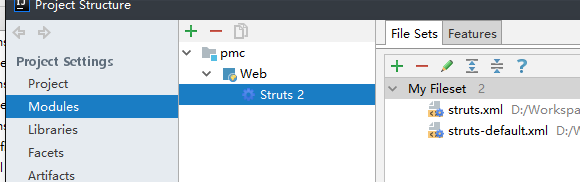 Project Structure
Project Settings
Project
Modules
Libraries
Facets
Artifacts
pmc
Web
Struts 2
File Sets
Features
My Fileset 2
struts.xml D:/Workspa
struts-default.xml D:/